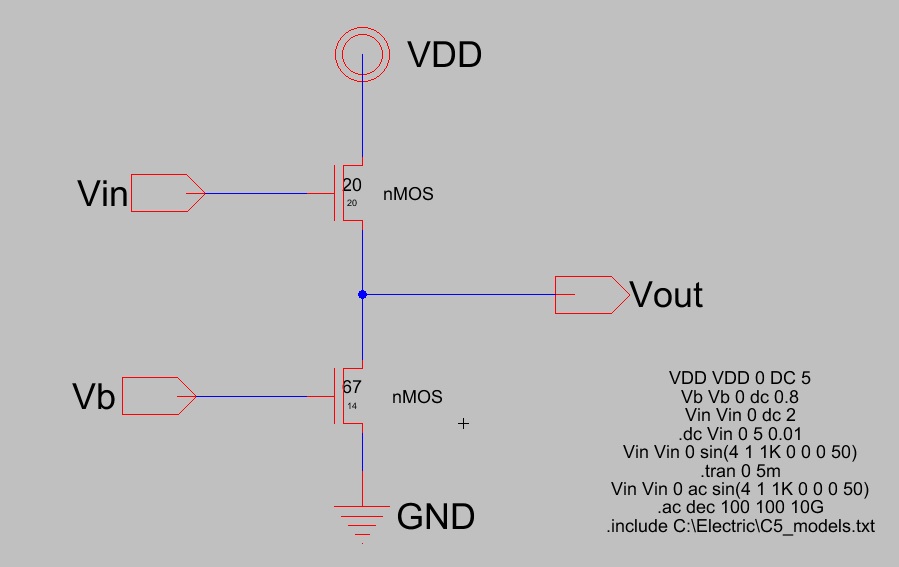 VDD
Vin
20
20
nMOS
Vout
Vb
67
14
nMOS
GND
VDD VDD 0 DC 5
Vb Vb 0 dc 0.8
Vin Vin 0 dc 2
.dc Vin 0 5 0.01
Vin Vin 0 sin(4 1 1K 0 0 0 50)
.tran 0 5m
Vin Vin 0 ac sin(4 1 1K 0 0 0 50)
.ac dec 100 100 10G
.include C:\Electric\C5_models.txt